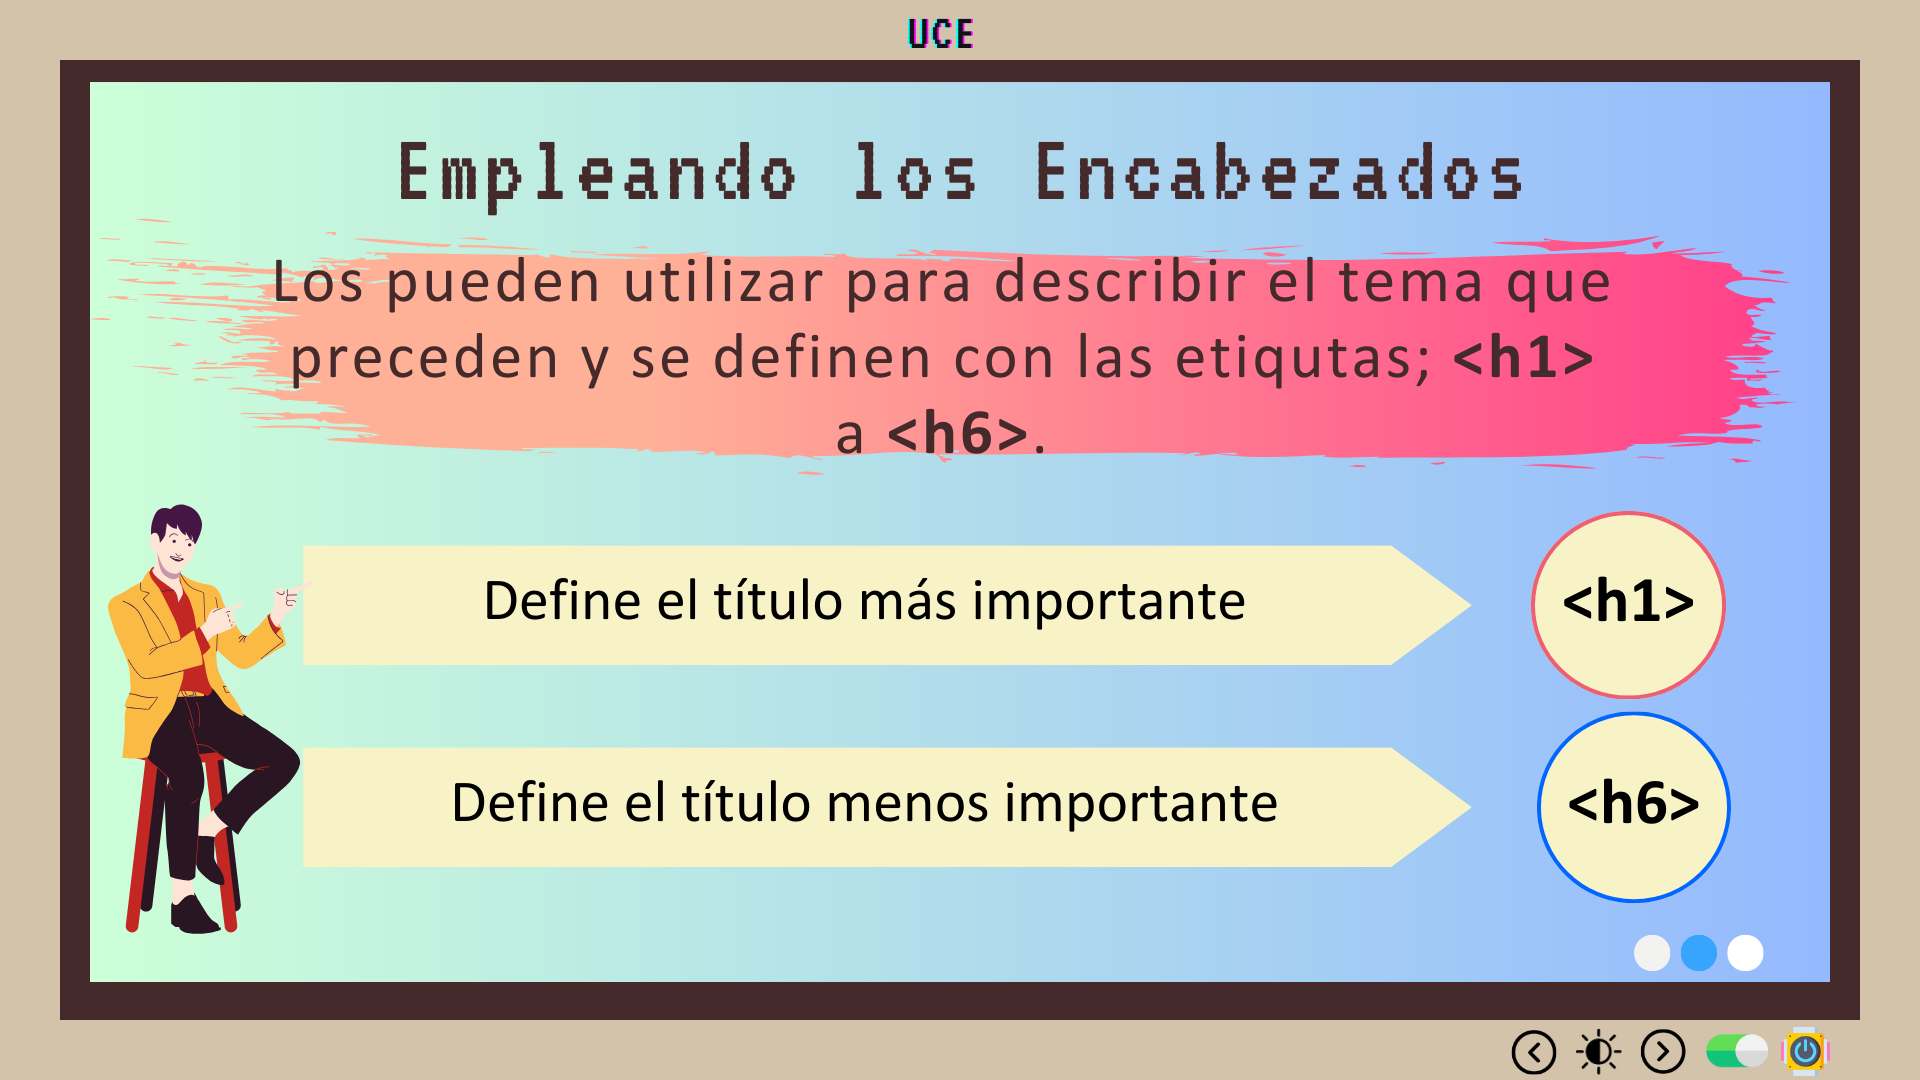 UCE
Empleando los Encabezados
Los pueden utilizar para describir el tema que
preceden y se definen con las etiqutas; <h1>
a <h6>.
Define el título más importante
<h1>
Define el título menos importante
<h6>